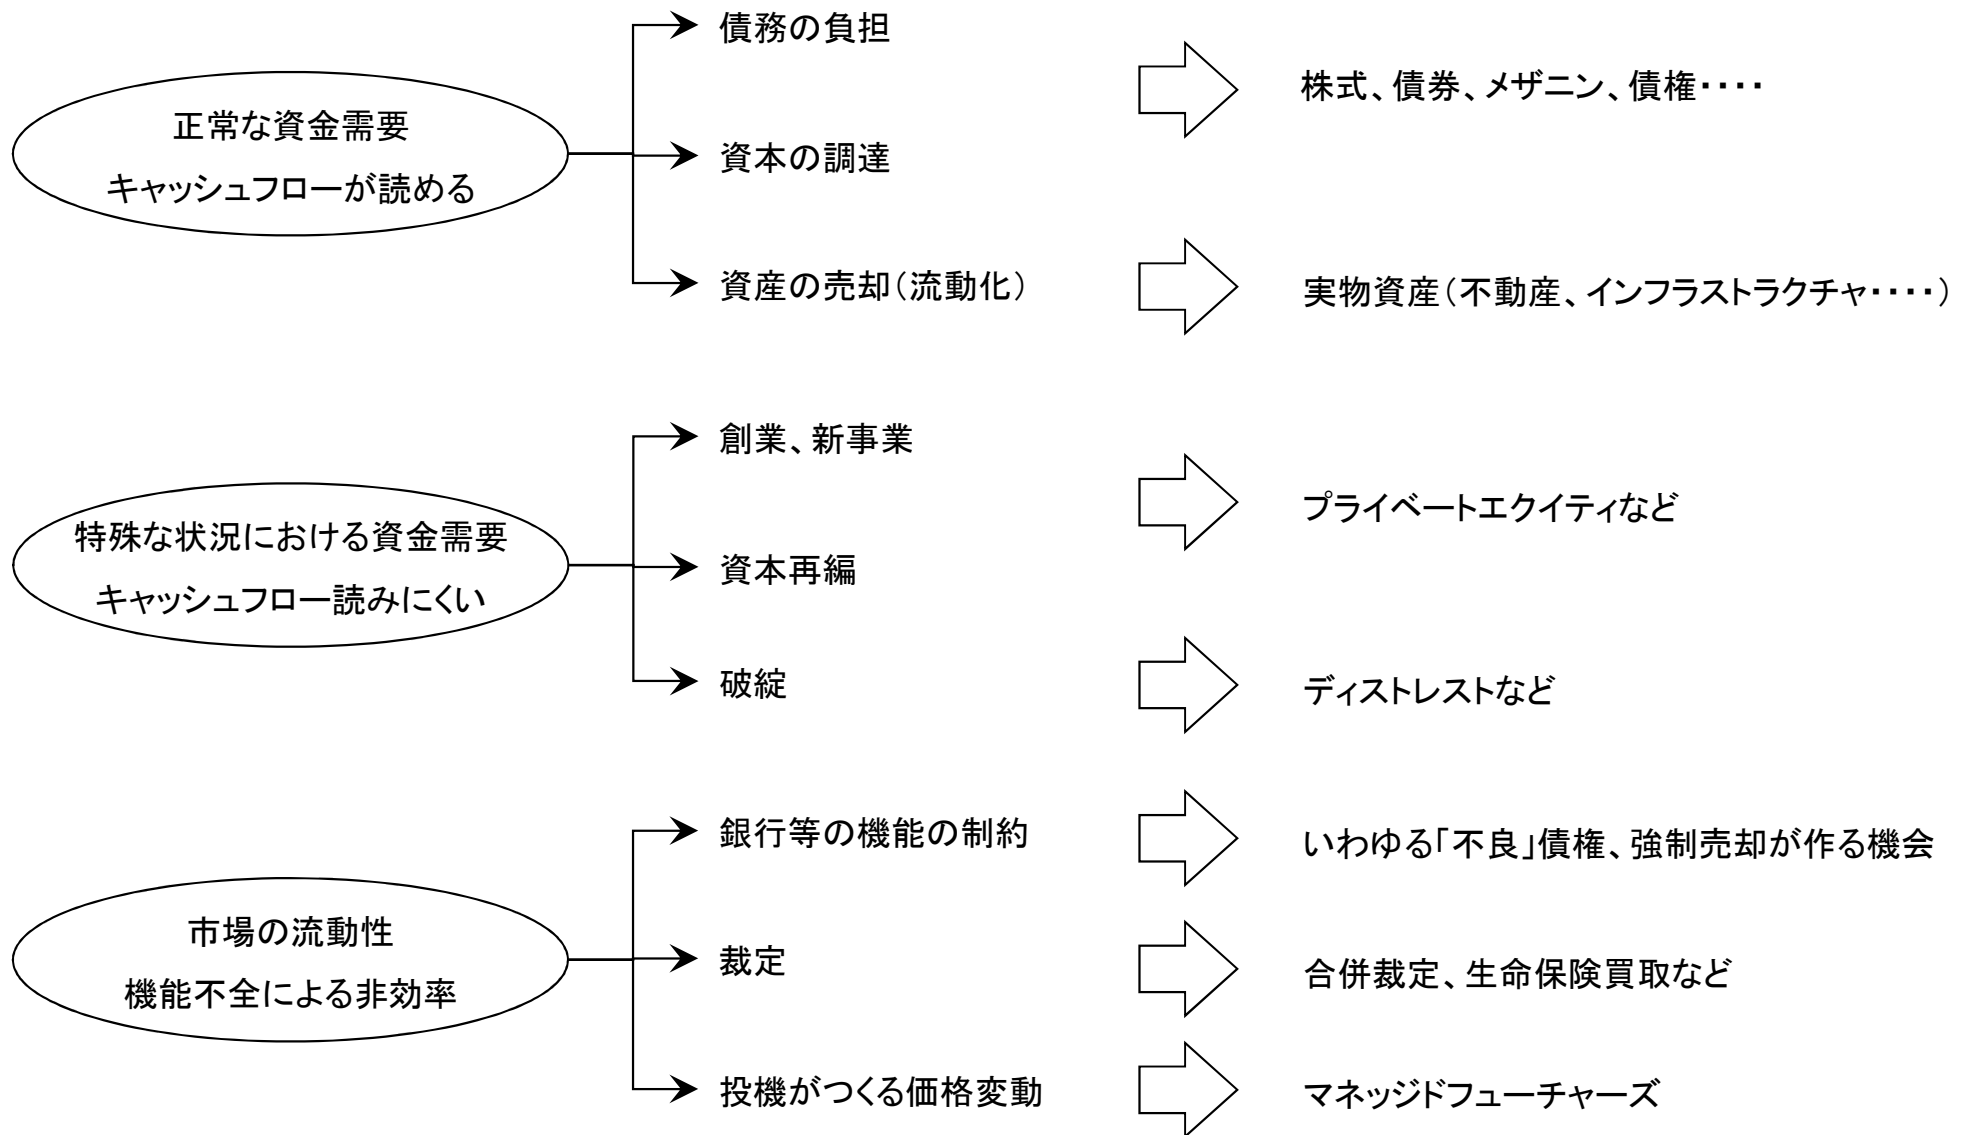 正常な資金需要
キャッシュフローが読める
債務の負担
資本の調達
資産の売却（流動化）
株式、債券、メザニン、債権・・・・
実物資産（不動産、インフラストラクチャ・・・・）
特殊な状況における資金需要
キャッシュフロー読みにくい
創業、新事業
資本再編
破綻
プライベートエクイティなど
ディストレストなど
市場の流動性
機能不全による非効率
銀行等の機能の制約
裁定
投機がつくる価格変動
いわゆる「不良」債権、強制売却が作る機会
合併裁定、生命保険買取など
マネッジドフューチャーズ